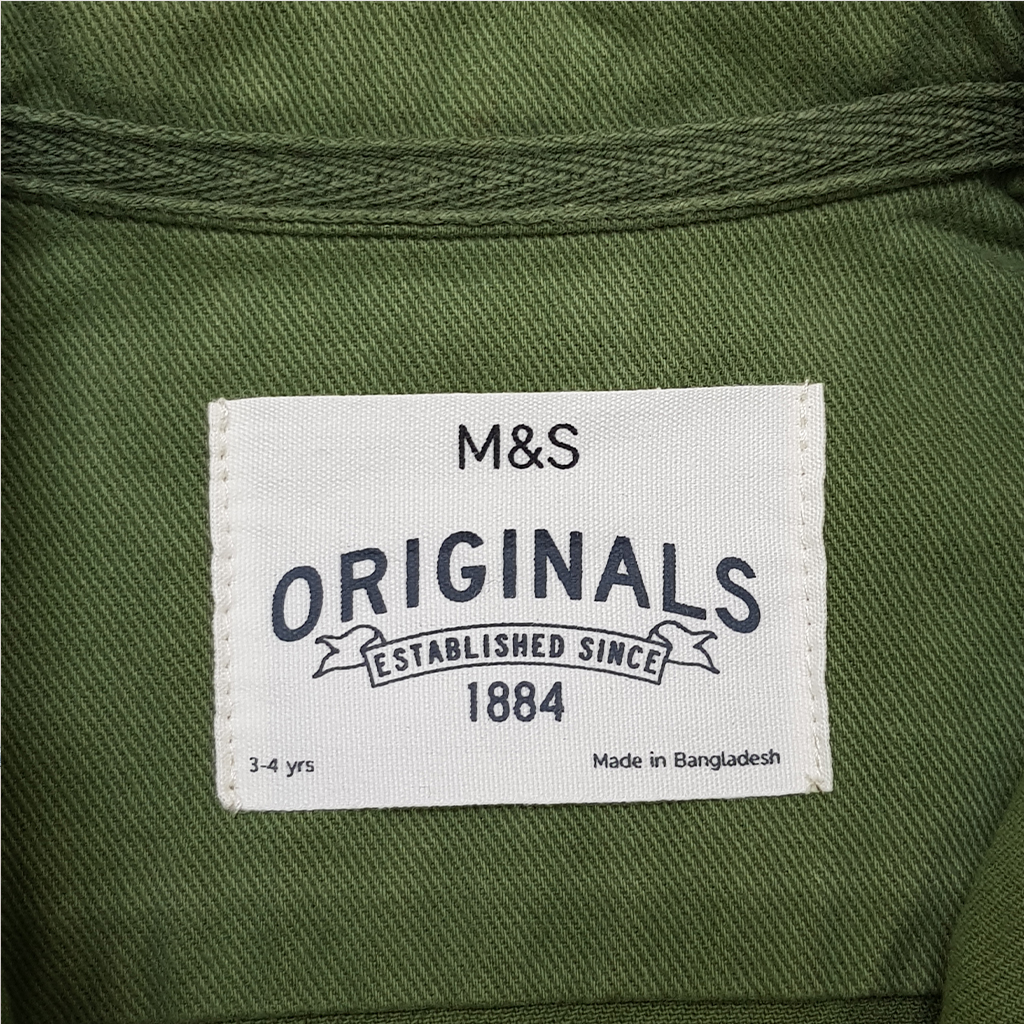 M&S
ORIGINALS
ESTABLISHED SINCE
1884
3-4 yrs
Made in Bangladesh